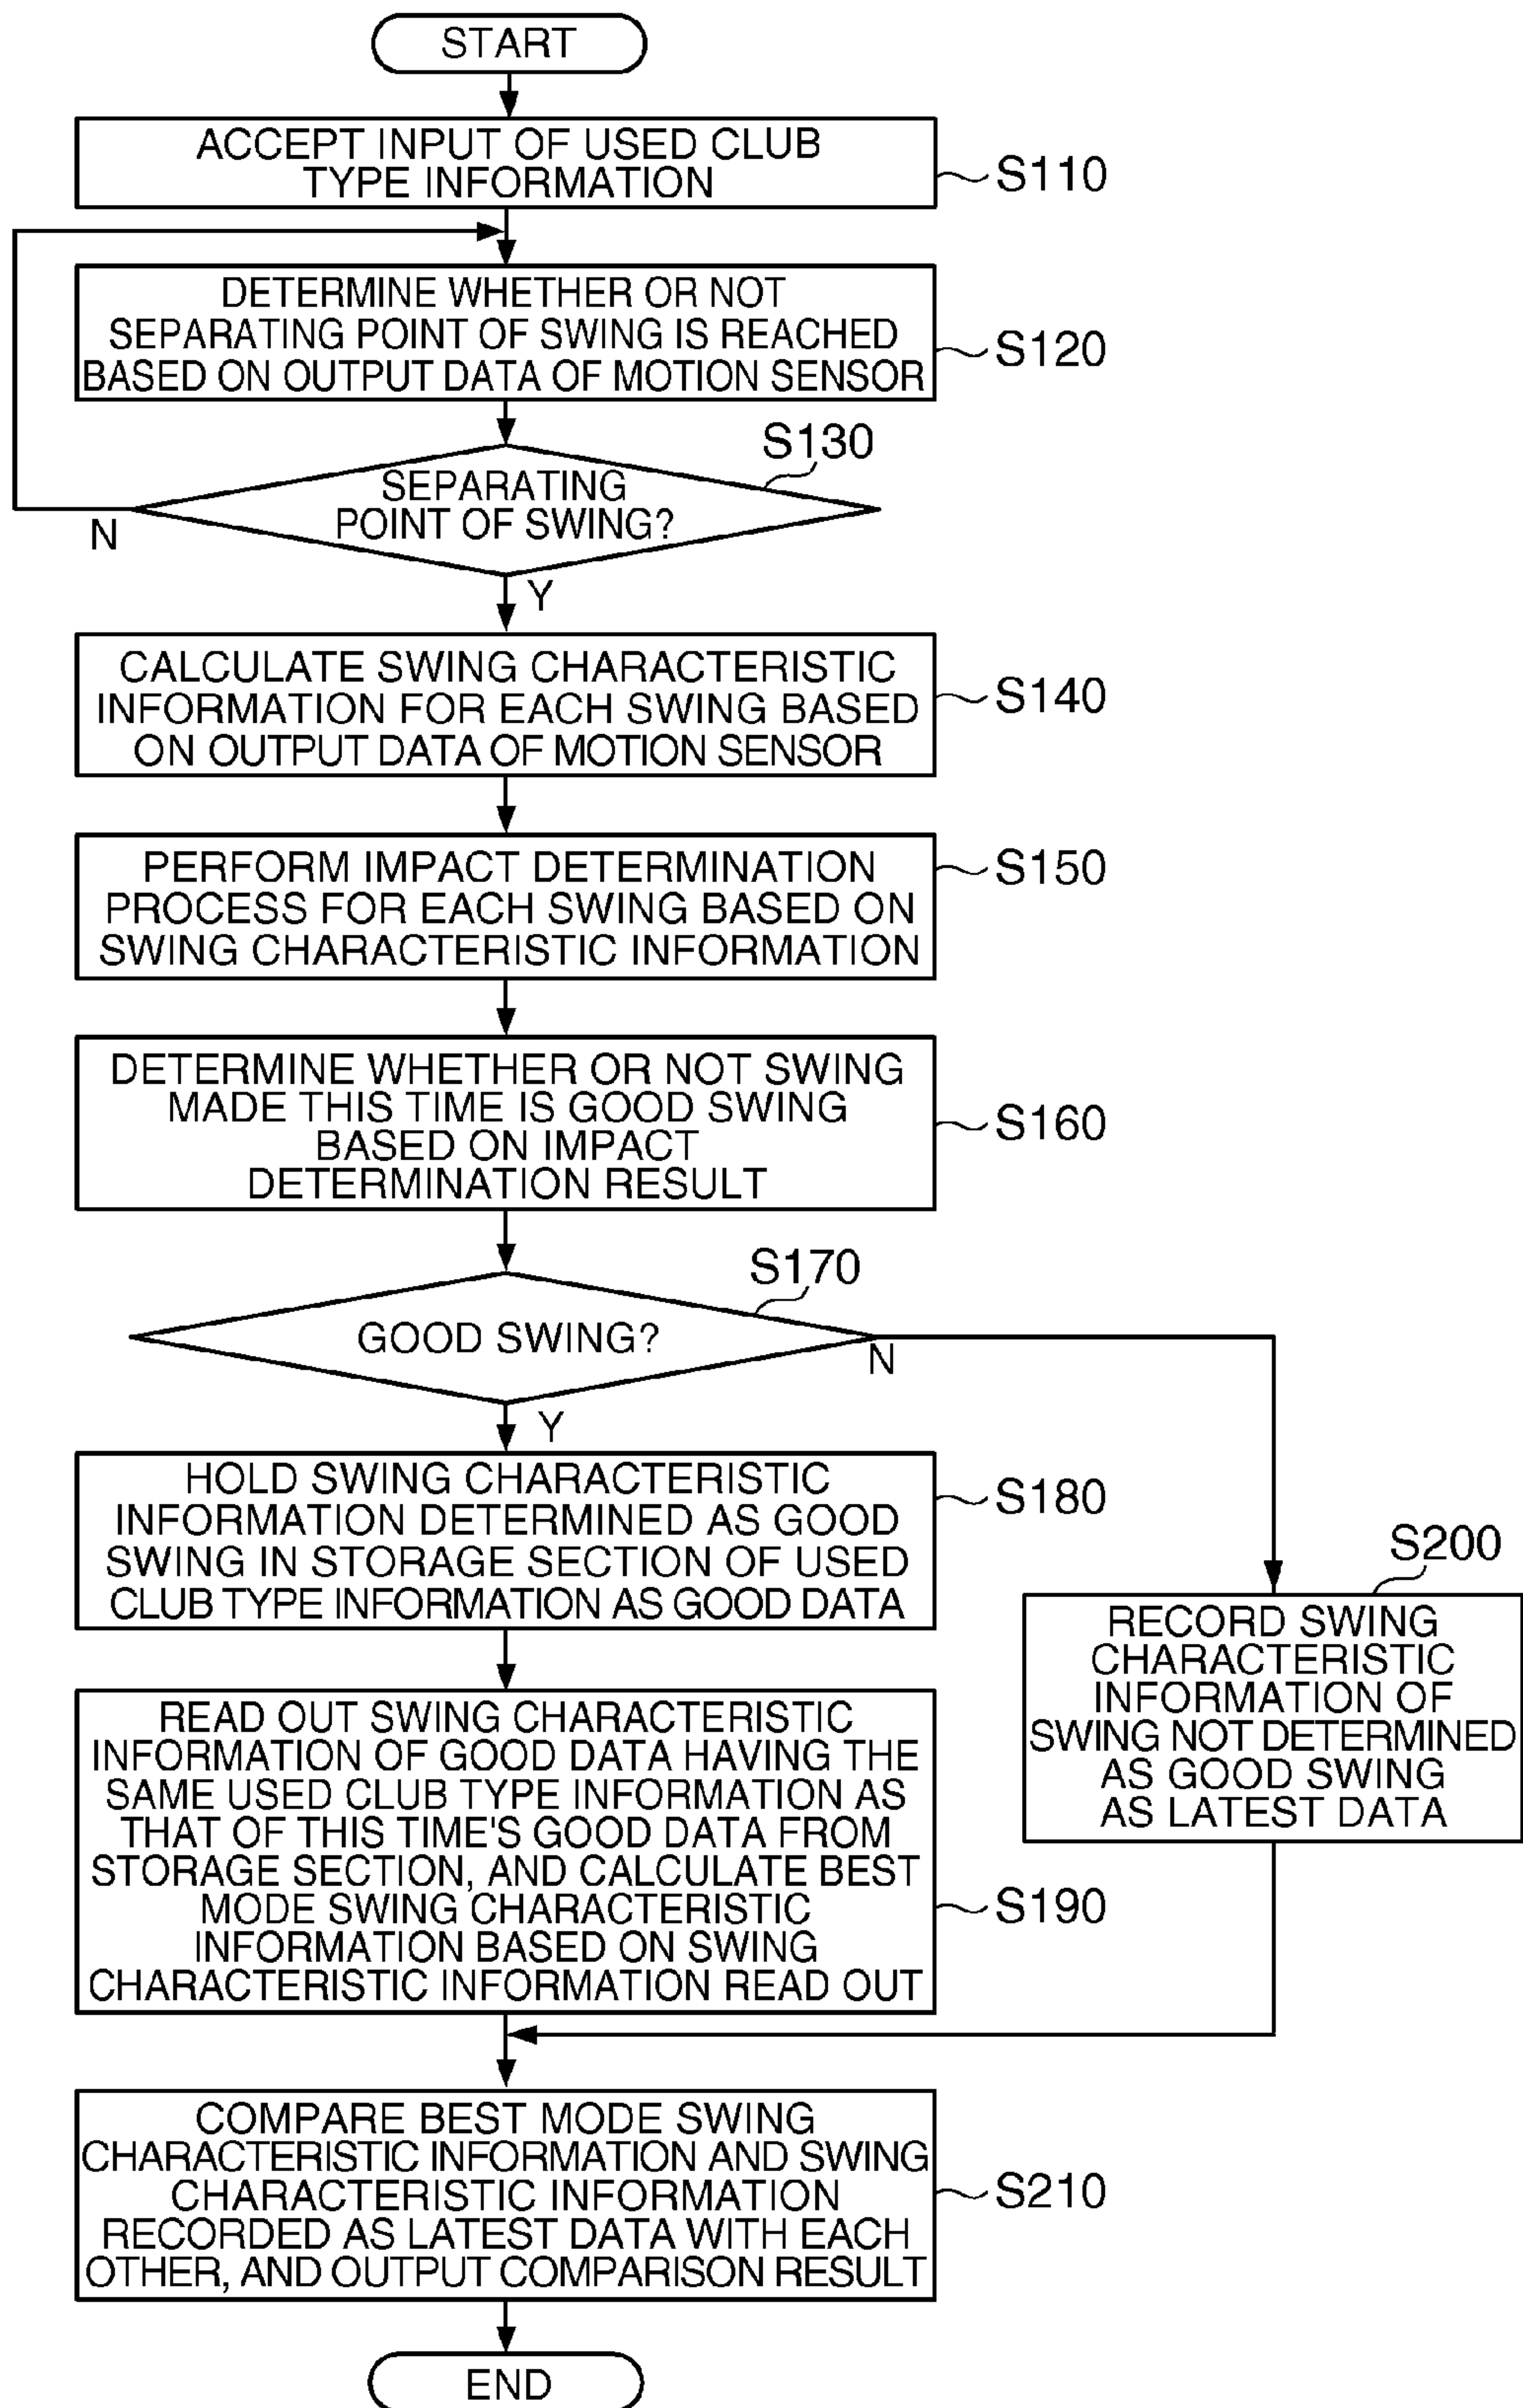 START
ACCEPT INPUT OF USED CLUB
TYPE INFORMATION
S110
DETERMINE WHETHER OR NOT
SEPARATING POINT OF SWING IS REACHED
BASED ON OUTPUT DATA OF MOTION SENSOR
S120
S130
SEPARATING
POINT OF SWING?
N
Y
CALCULATE SWING CHARACTERISTIC
INFORMATION FOR EACH SWING BASED
ON OUTPUT DATA OF MOTION SENSOR
S140
PERFORM IMPACT DETERMINATION
PROCESS FOR EACH SWING BASED ON
SWING CHARACTERISTIC INFORMATION
S150
DETERMINE WHETHER OR NOT SWING
MADE THIS TIME IS GOOD SWING
BASED ON IMPACT
DETERMINATION RESULT
S160
S170
GOOD SWING?
N
Y
HOLD SWING CHARACTERISTIC
INFORMATION DETERMINED AS GOOD
SWING IN STORAGE SECTION OF USED
CLUB TYPE INFORMATION AS GOOD DATA
S180
S200
RECORD SWING
CHARACTERISTIC
INFORMATION OF
SWING NOT DETERMINED
AS GOOD SWING
AS LATEST DATA
READ OUT SWING CHARACTERISTIC
INFORMATION OF GOOD DATA HAVING THE
SAME USED CLUB TYPE INFORMATION AS
THAT OF THIS TIME'S GOOD DATA FROM
STORAGE SECTION, AND CALCULATE BEST
MODE SWING CHARACTERISTIC
INFORMATION BASED ON SWING
CHARACTERISTIC INFORMATION READ OUT
S190
COMPARE BEST MODE SWING
CHARACTERISTIC INFORMATION AND SWING
CHARACTERISTIC INFORMATION
RECORDED AS LATEST DATA WITH EACH
OTHER, AND OUTPUT COMPARISON RESULT
S210
END